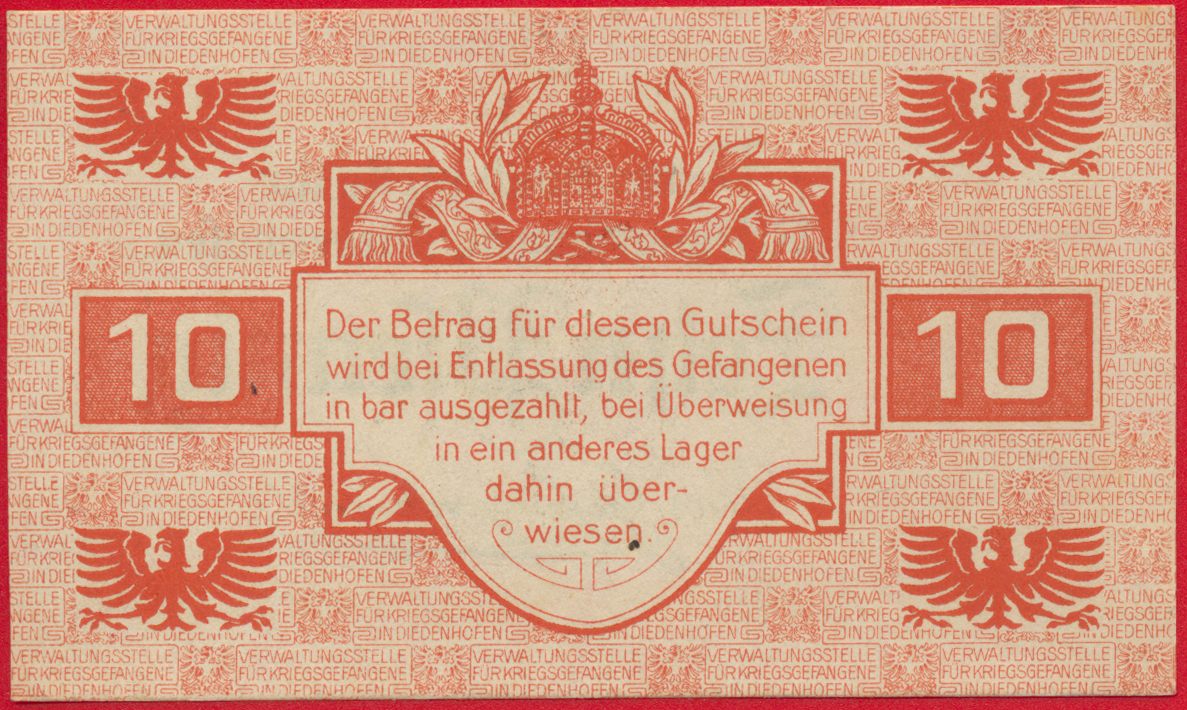 VERWALTUNGSSTELLE
FÜR KRIEGSGEFANGENE
IN DIEDENHOFEN
10
10
Der Betrag für diesen Gutschein
wird bei Entlassung des Gefangenen
in bar ausgezahlt, bei Überweisung
in ein anderes Lager
dahin über-
wiesen.